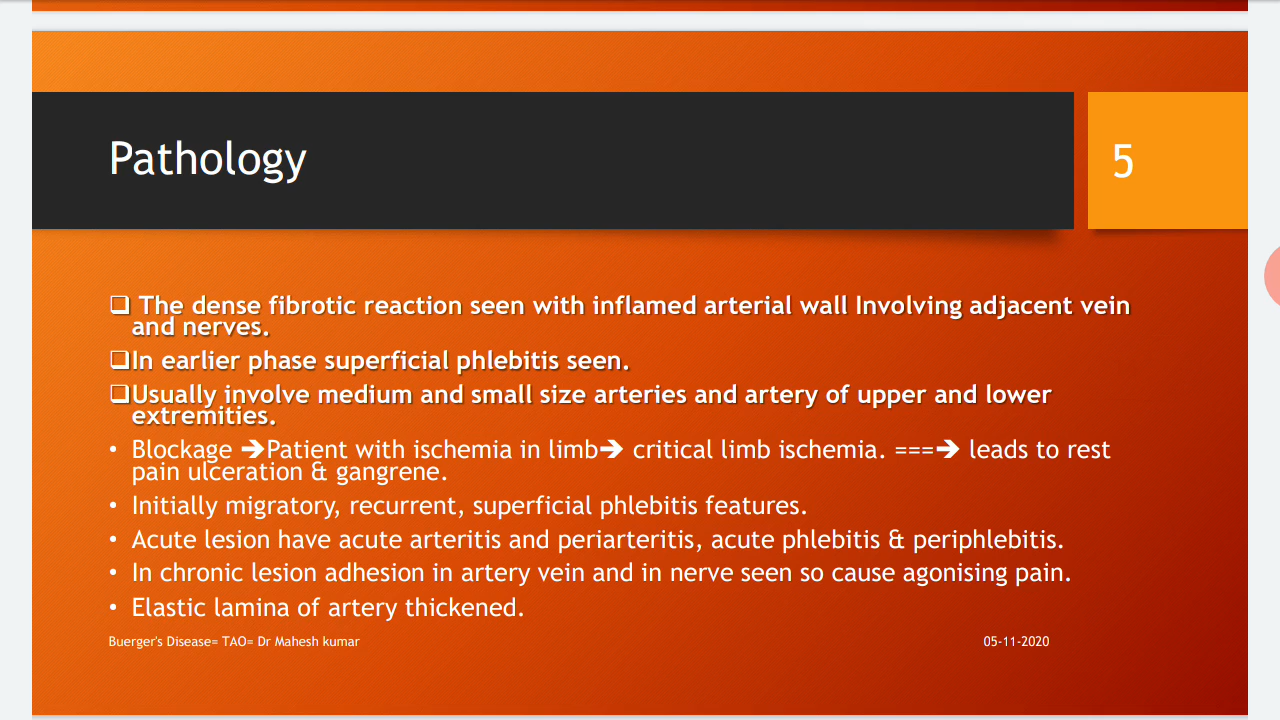 Pathology
5
❑ The dense fibrotic reaction seen with inflamed arterial wall Involving adjacent vein
and nerves.
❑In earlier phase superficial phlebitis seen.
❑Usually involve medium and small size arteries and artery of upper and lower
extremities.
• Blockage ➔Patient with ischemia in limb➔ critical limb ischemia. ===➔ leads to rest
pain ulceration & gangrene.
• Initially migratory, recurrent, superficial phlebitis features.
• Acute lesion have acute arteritis and periarteritis, acute phlebitis & periphlebitis.
• In chronic lesion adhesion in artery vein and in nerve seen so cause agonising pain.
• Elastic lamina of artery thickened.
Buerger's Disease= TAO= Dr Mahesh kumar
05-11-2020